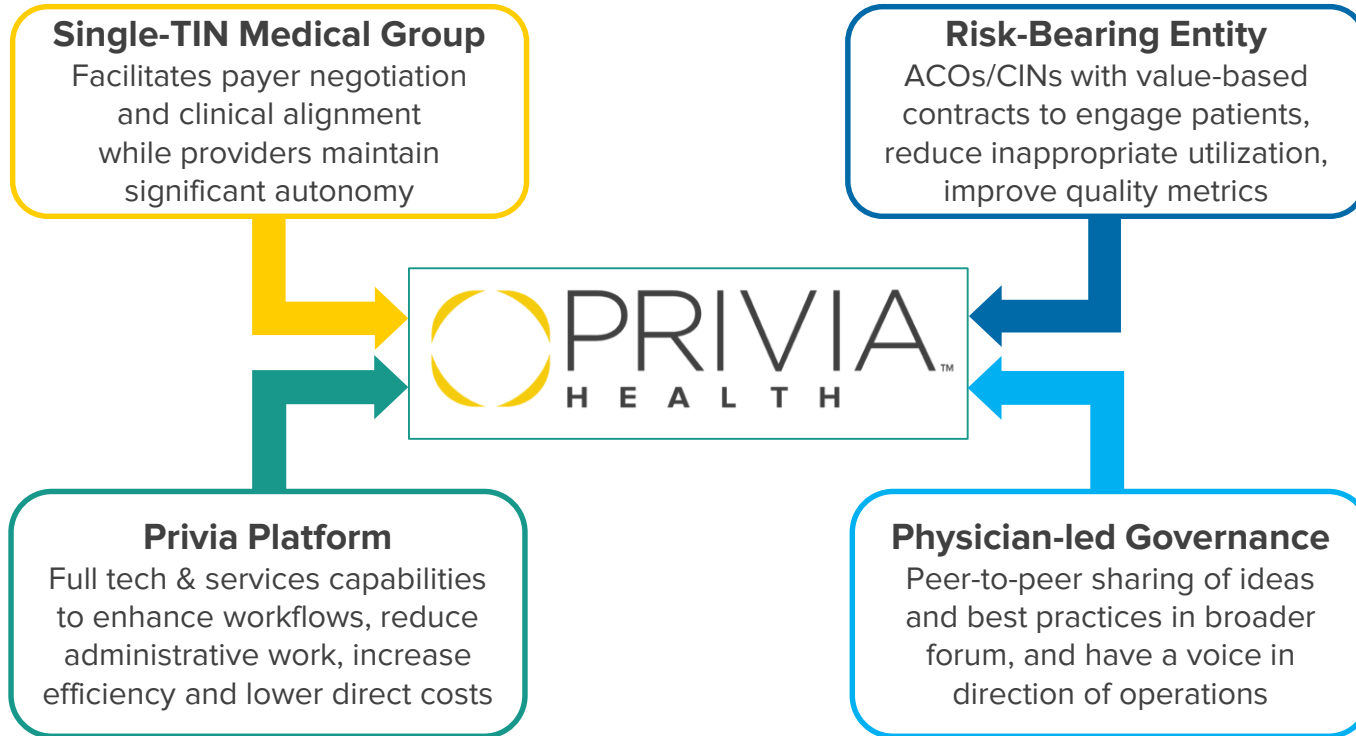 Single-TIN Medical Group
Facilitates payer negotiation
and clinical alignment
while providers maintain
significant autonomy
Risk-Bearing Entity
ACOs/CINs with value-based
contracts to engage patients,
reduce inappropriate utilization,
improve quality metrics
PRIVIA™
HEALTH
Privia Platform
Full tech & services capabilities
to enhance workflows, reduce
administrative work, increase
efficiency and lower direct costs
Physician-led Governance
Peer-to-peer sharing of ideas
and best practices in broader
forum, and have a voice in
direction of operations